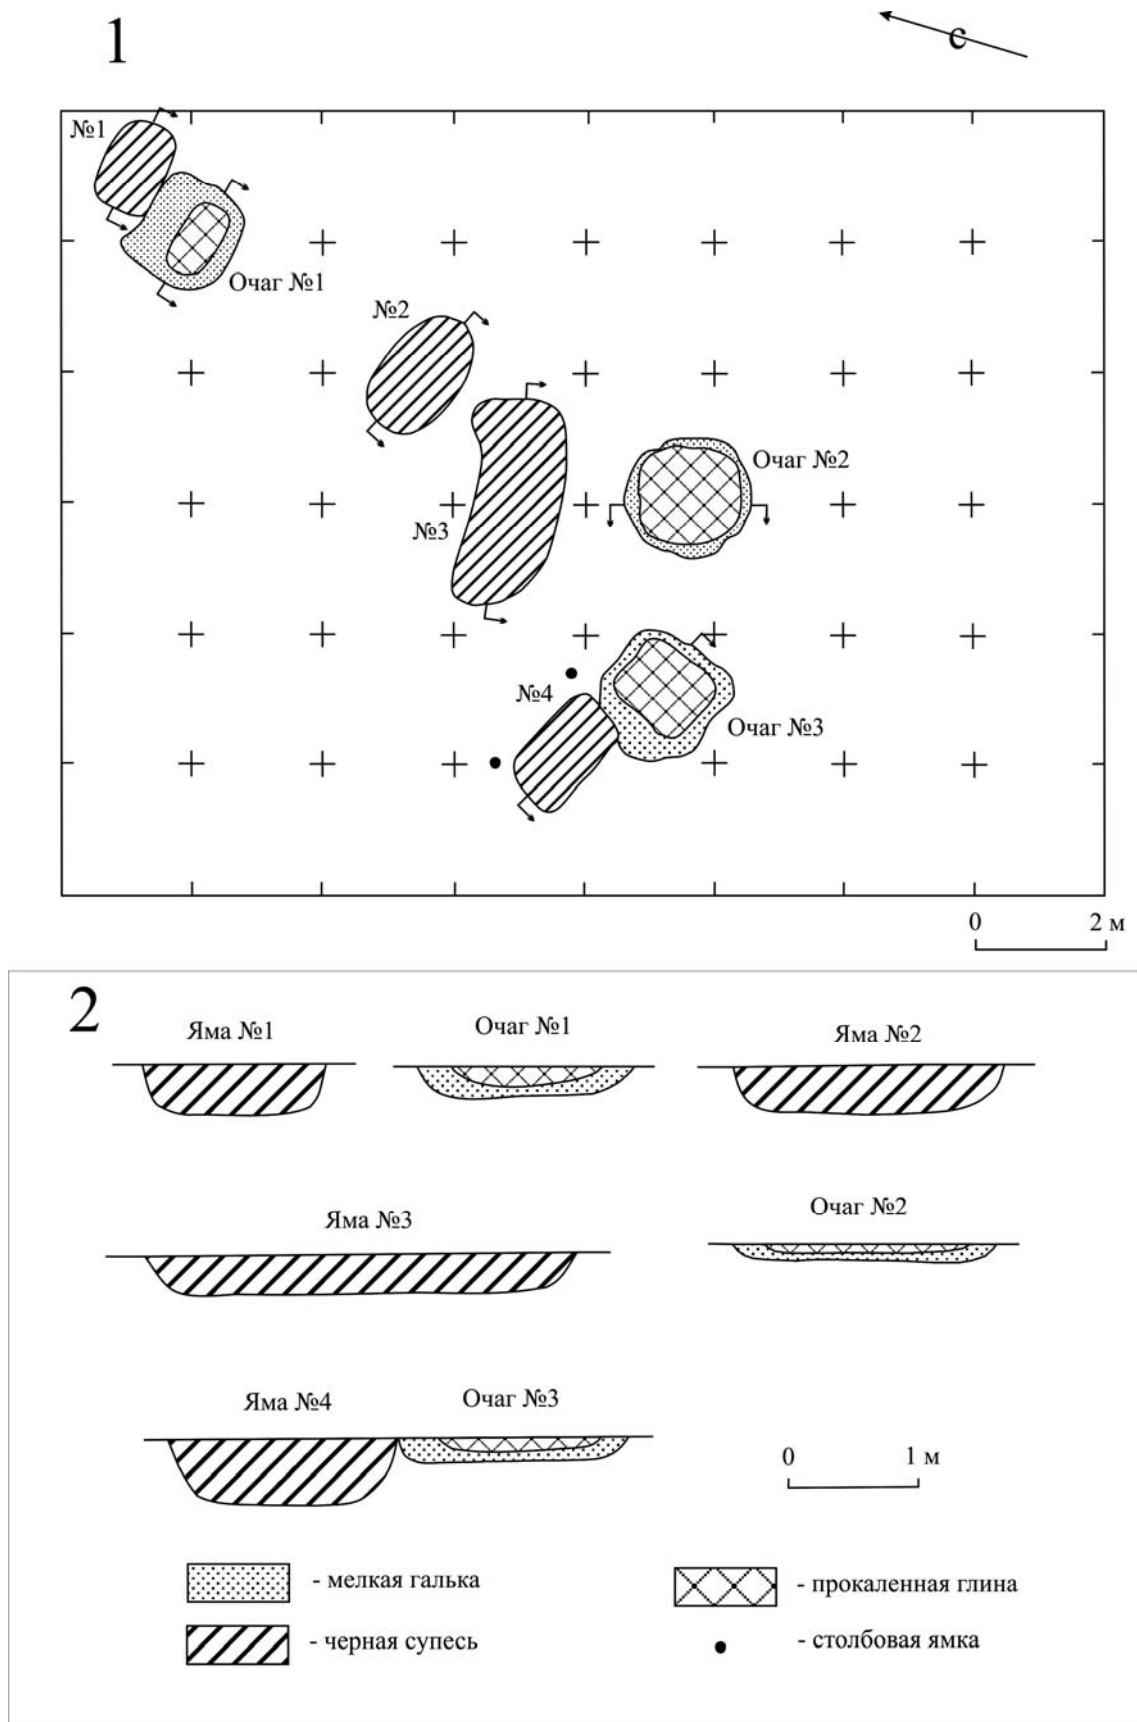 1
с
№1
Очаг №1
№2
Очаг №2
№3
№4
Очаг №3
0 2 м
2
Яма №1
Очаг №1
Яма №2
Яма №3
Очаг №2
Яма №4
Очаг №3
0 1 м
- мелкая галька
- прокаленная глина
- черная супесь
- столбовая ямка